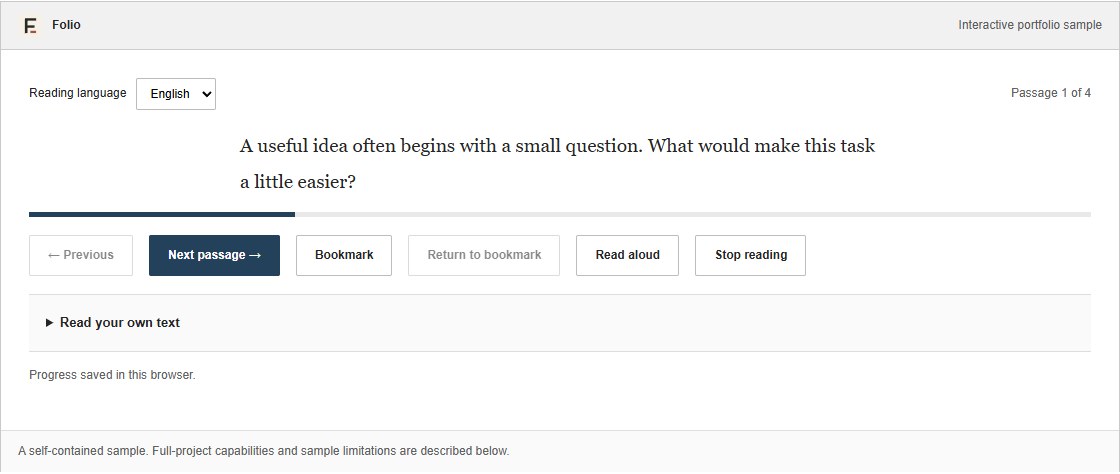 Folio
Interactive portfolio sample
Reading language
English
Passage 1 of 4
A useful idea often begins with a small question. What would make this task
a little easier?
← Previous
Next passage →
Bookmark
Return to bookmark
Read aloud
Stop reading
▶ Read your own text
Progress saved in this browser.
A self-contained sample. Full-project capabilities and sample limitations are described below.